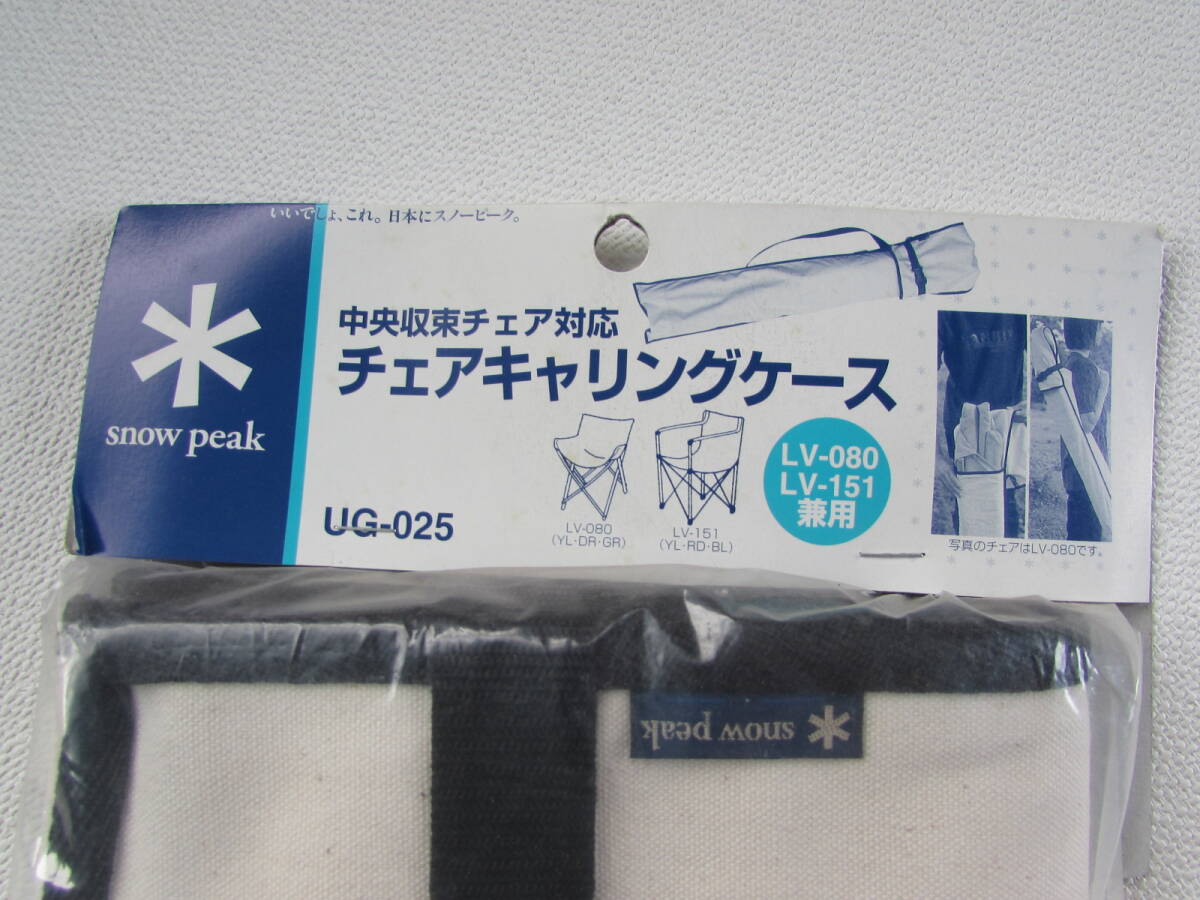 いいでしょ、これ。日本にスノーピーク。
snow peak
中央収束チェア対応
チェアキャリングケース
UG-025
LV-080
(YL・DR・GR)
LV-151
(YL・RD・BL)
LV-080
LV-151
兼用
写真のチェアはLV-080です。
snow peak